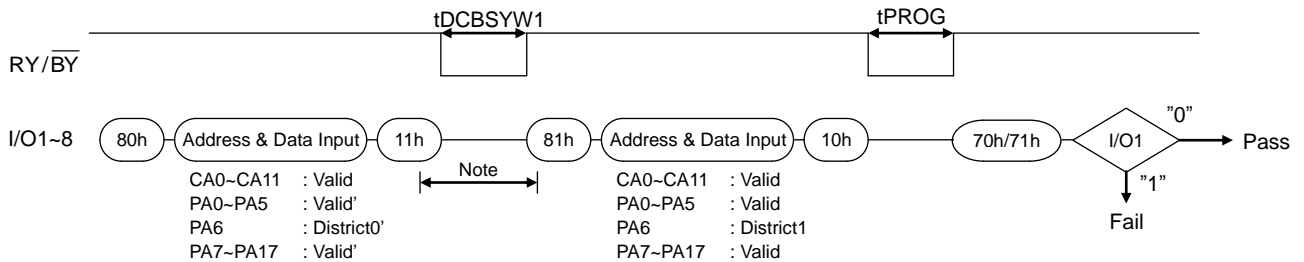 tDCBSYW1
tPROG
RY/BY
I/O1~8
80h
Address & Data Input
11h
81h
Address & Data Input
10h
70h/71h
I/O1
"0"
Pass
Note
"1"
Fail
CA0~CA11 : Valid
PA0~PA5 : Valid'
PA6 : District0'
PA7~PA17 : Valid'
CA0~CA11 : Valid
PA0~PA5 : Valid
PA6 : District1
PA7~PA17 : Valid